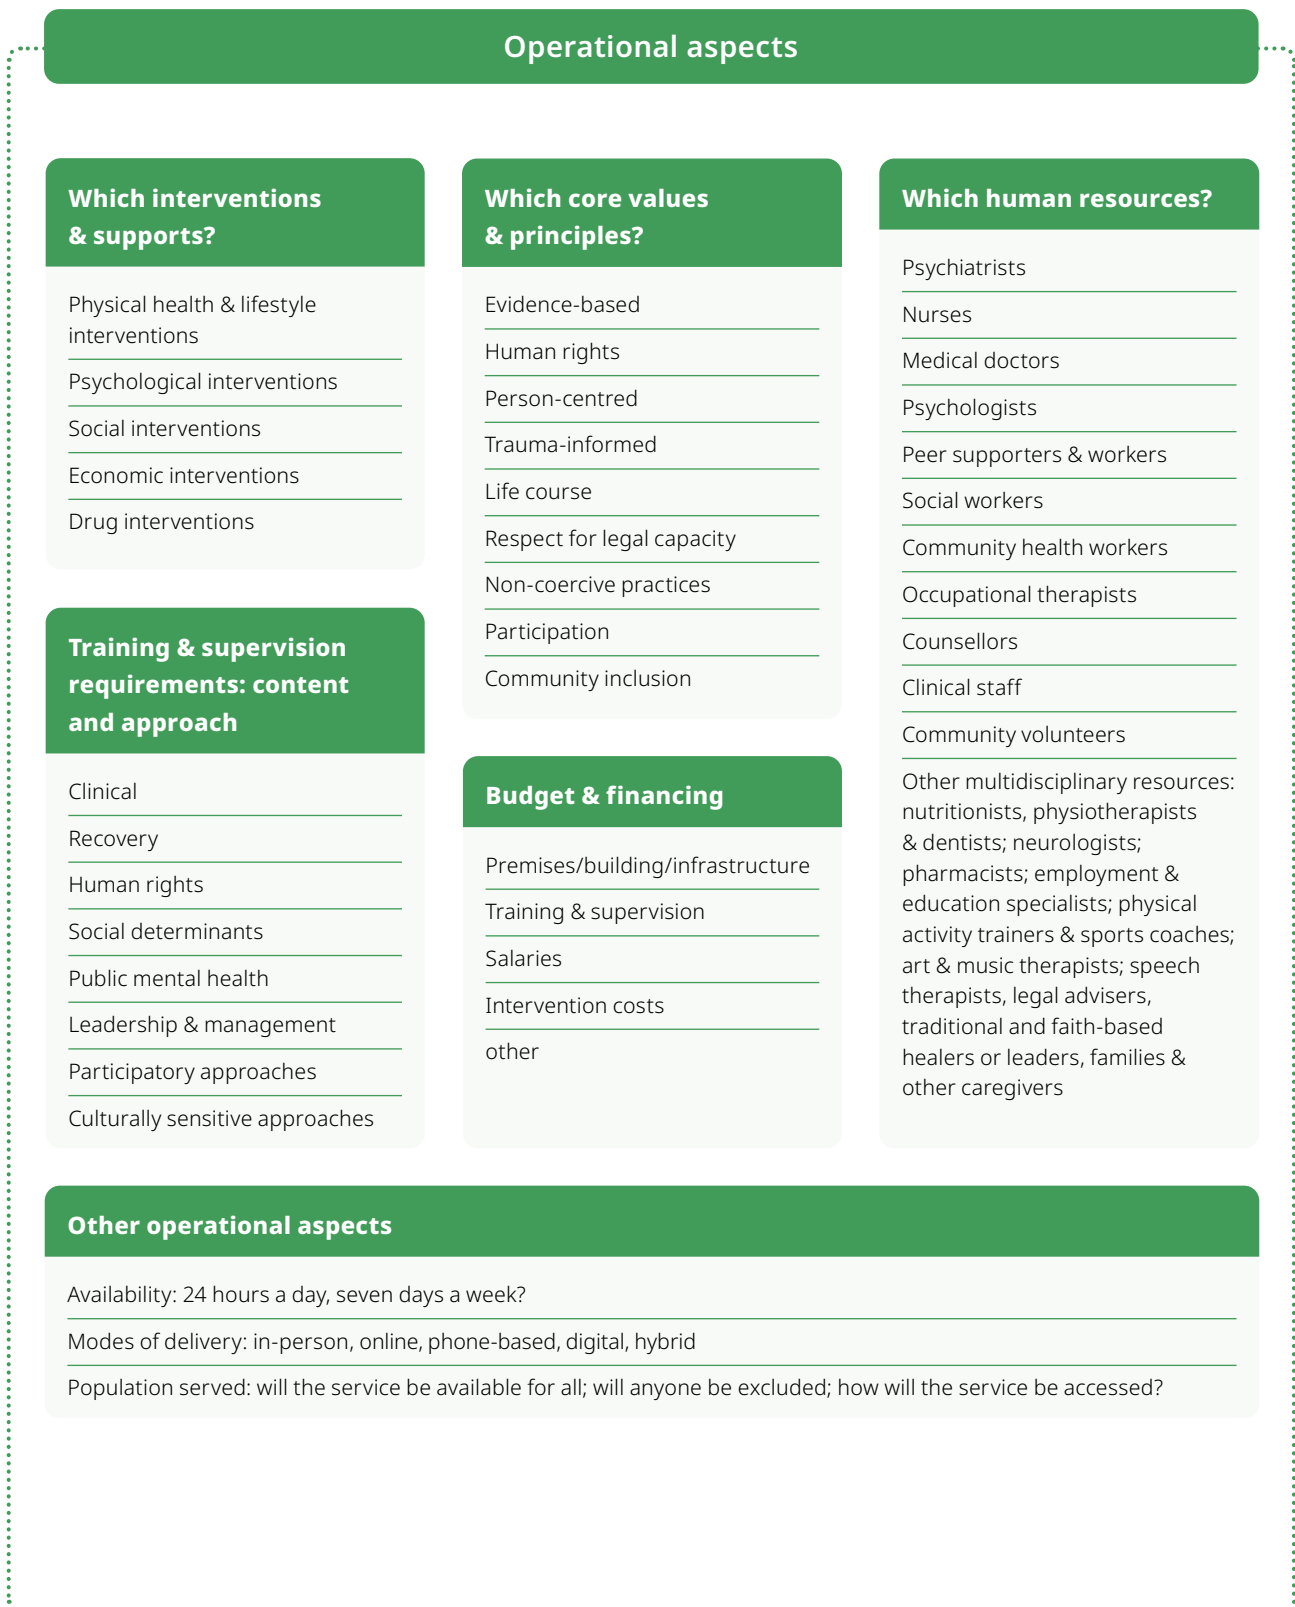 Operational aspects
Which interventions
& supports?
Physical health & lifestyle
interventions
Psychological interventions
Social interventions
Economic interventions
Drug interventions
Training & supervision
requirements: content
and approach
Clinical
Recovery
Human rights
Social determinants
Public mental health
Leadership & management
Participatory approaches
Culturally sensitive approaches
Which core values
& principles?
Evidence-based
Human rights
Person-centred
Trauma-informed
Life course
Respect for legal capacity
Non-coercive practices
Participation
Community inclusion
Budget & financing
Premises/building/infrastructure
Training & supervision
Salaries
Intervention costs
other
Which human resources?
Psychiatrists
Nurses
Medical doctors
Psychologists
Peer supporters & workers
Social workers
Community health workers
Occupational therapists
Counsellors
Clinical staff
Community volunteers
Other multidisciplinary resources:
nutritionists, physiotherapists
& dentists; neurologists;
pharmacists; employment &
education specialists; physical
activity trainers & sports coaches;
art & music therapists; speech
therapists, legal advisers,
traditional and faith-based
healers or leaders, families &
other caregivers
Other operational aspects
Availability: 24 hours a day, seven days a week?
Modes of delivery: in-person, online, phone-based, digital, hybrid
Population served: will the service be available for all; will anyone be excluded; how will the service be accessed?